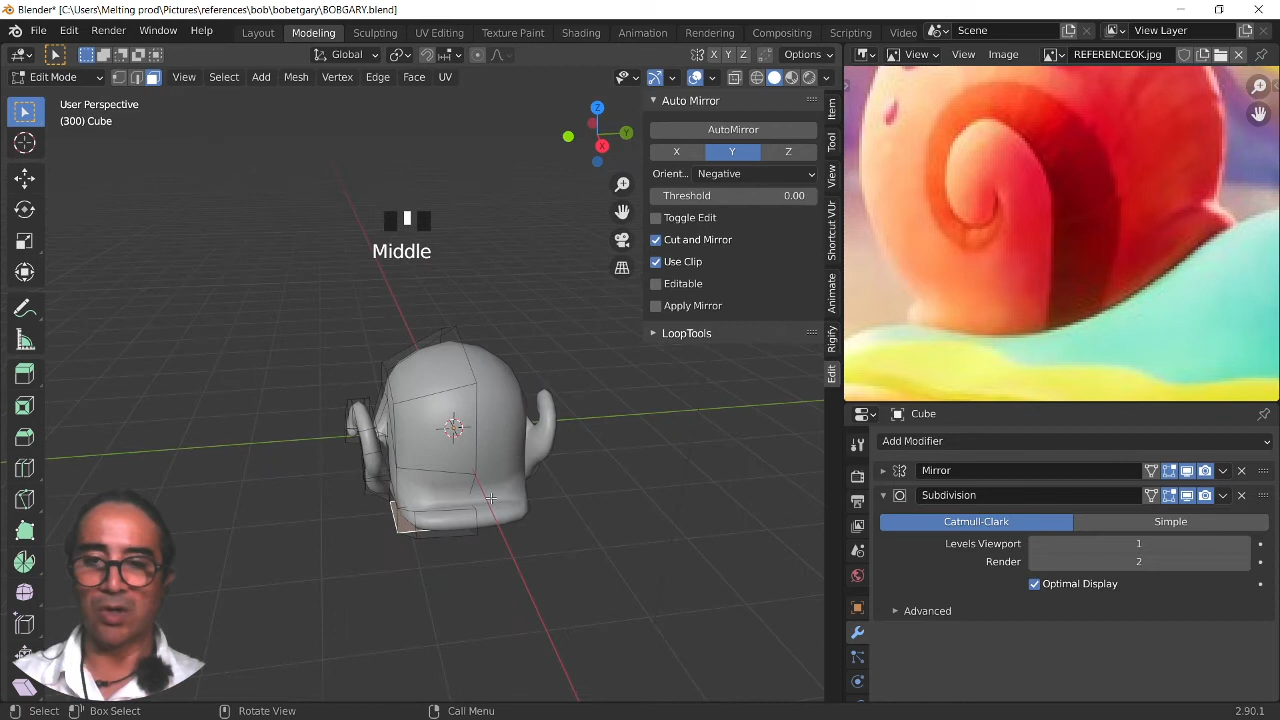 Blender* [C:\Users\Melting prod\Pictures\references\bob\bobetgary\BOBGARY.blend]
File Edit Render Window Help Layout Modeling Sculpting UV Editing Texture Paint Shading Animation Rendering Compositing Scripting Video Scene View Layer
Global X Y Z Options View View Image REFERENCEOK.jpg
Edit Mode View Select Add Mesh Vertex Edge Face UV
User Perspective
(300) Cube
Z
Y
X
Auto Mirror
AutoMirror
X Y Z
Orient... Negative
Threshold 0.00
Toggle Edit
Cut and Mirror
Use Clip
Editable
Apply Mirror
LoopTools
Item
Tool
View
Shortcut VUr
Animate
Rigify
Edit
Middle
Cube
Add Modifier
Mirror
Subdivision
Catmull-Clark Simple
Levels Viewport 1
Render 2
Optimal Display
Advanced
Select Box Select Rotate View Call Menu 2.90.1